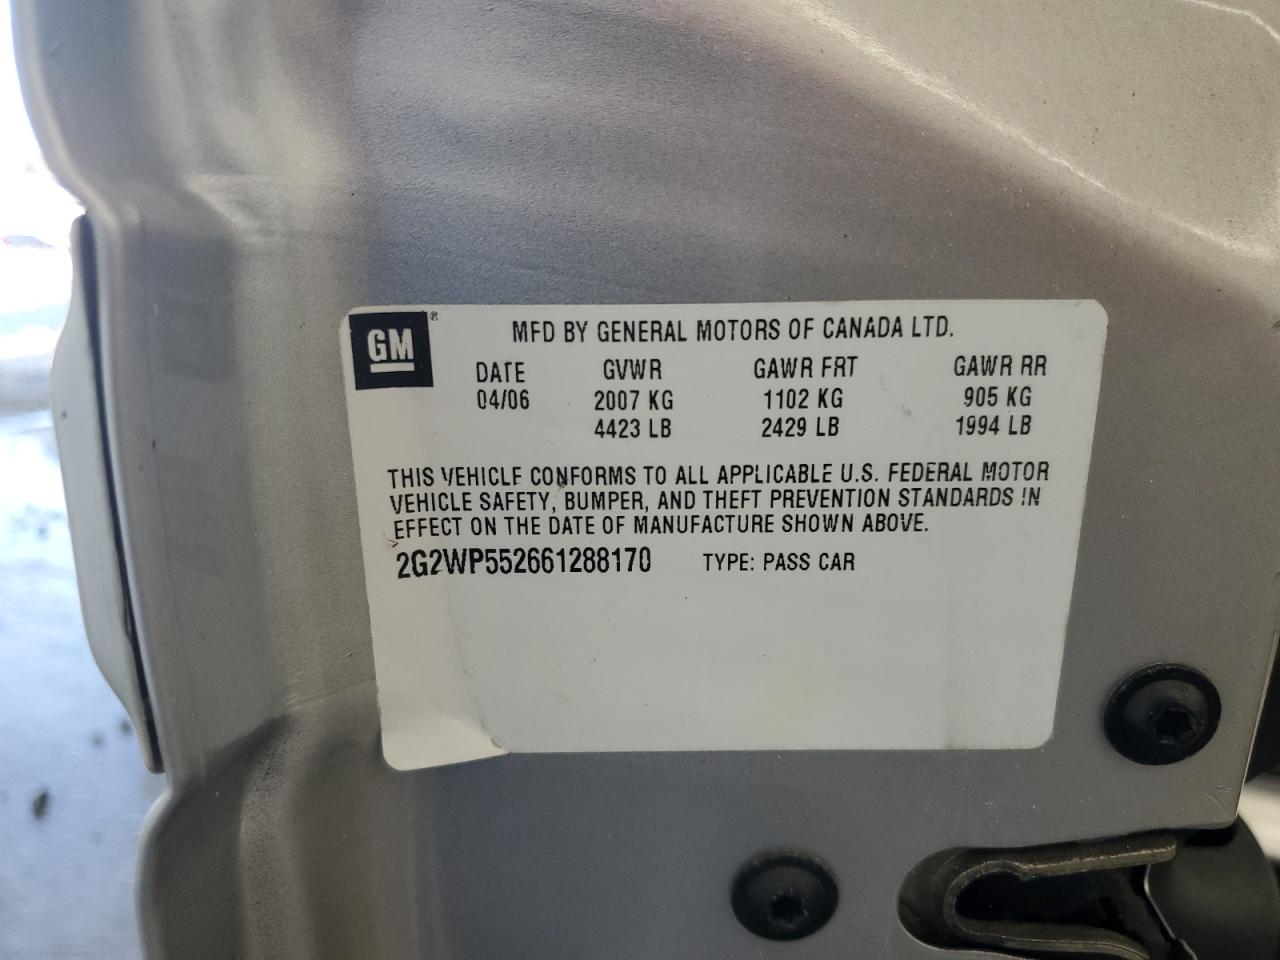 GM ® MFD BY GENERAL MOTORS OF CANADA LTD.
DATE GVWR GAWR FRT GAWR RR
04/06 2007 KG 1102 KG 905 KG
4423 LB 2429 LB 1994 LB
THIS VEHICLE CONFORMS TO ALL APPLICABLE U.S. FEDERAL MOTOR
VEHICLE SAFETY, BUMPER, AND THEFT PREVENTION STANDARDS IN
EFFECT ON THE DATE OF MANUFACTURE SHOWN ABOVE.
2G2WP552661288170 TYPE: PASS CAR